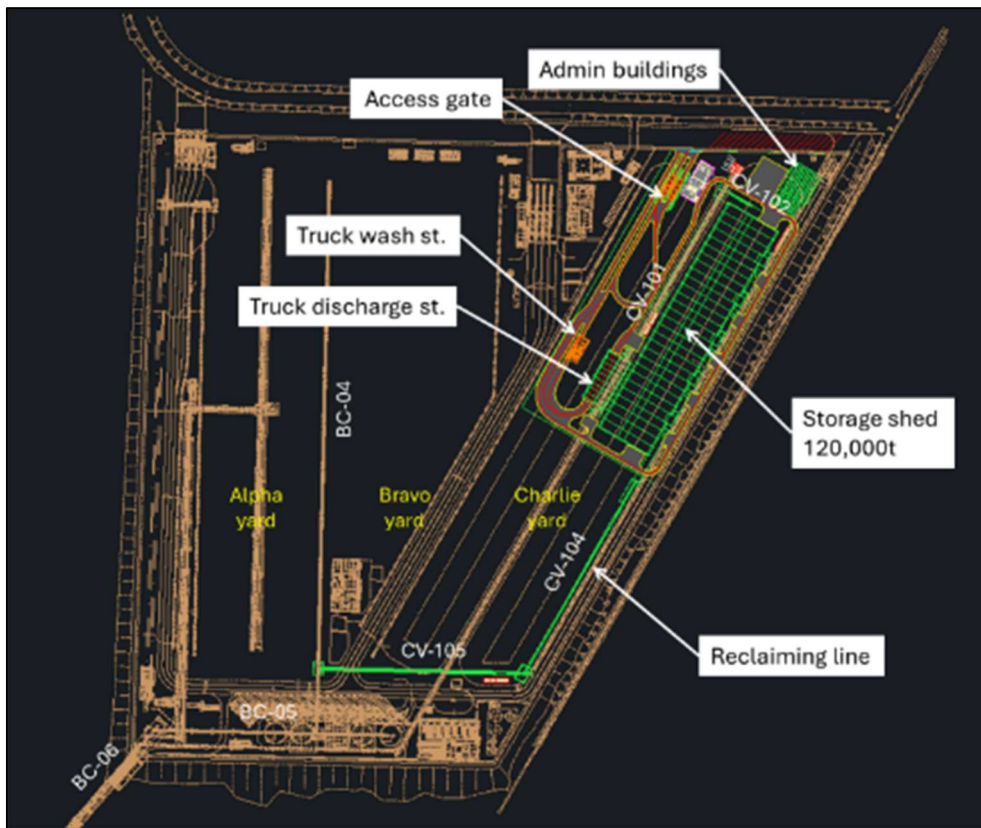 Admin buildings
Access gate
CV-102
Truck wash st.
CV-101
Truck discharge st.
BC-04
Storage shed
120,000t
Alpha
yard
Bravo
yard
Charlie
yard
CV-104
CV-105
Reclaiming line
BC-05
BC-06